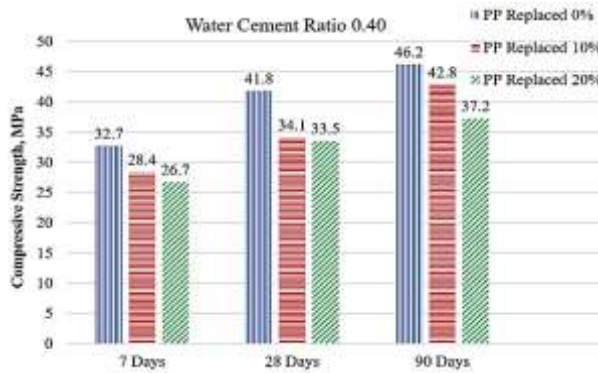 Water Cement Ratio 0.40
PP Replaced 0%
PP Replaced 10%
PP Replaced 20%
Compressive Strength, MPa
50
45
40
35
30
25
20
15
10
5
0
32.7
28.4
26.7
41.8
34.1
33.5
46.2
42.8
37.2
7 Days
28 Days
90 Days